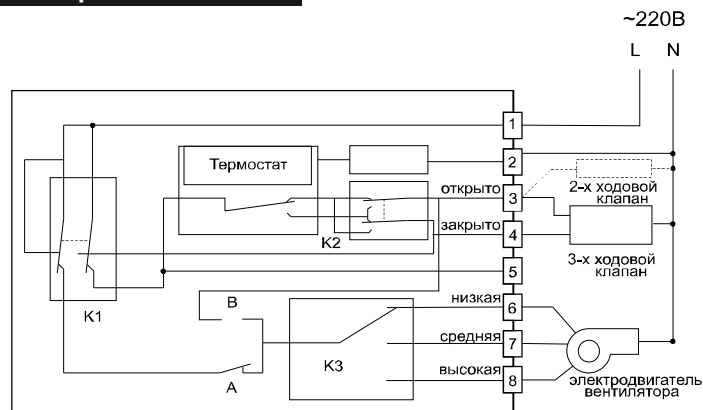 ~220В
L N
1
Термостат
2
открыто
3
2-х ходовой
клапан
K2
закрыто
4
3-х ходовой
клапан
5
K1
B
низкая
6
K3
средняя
7
A
высокая
8
электродвигатель
вентилятора